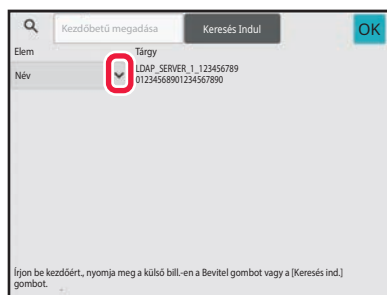 Kezdőbetű megadása
Keresés Indul
OK
Elem
Tárgy
Név
LDAP_SERVER_1_123456789
01234568901234567890
Írjon be kezdőért., nyomja meg a külső bill.-en a Bevitel gombot vagy a [Keresés ind.]
gombot.